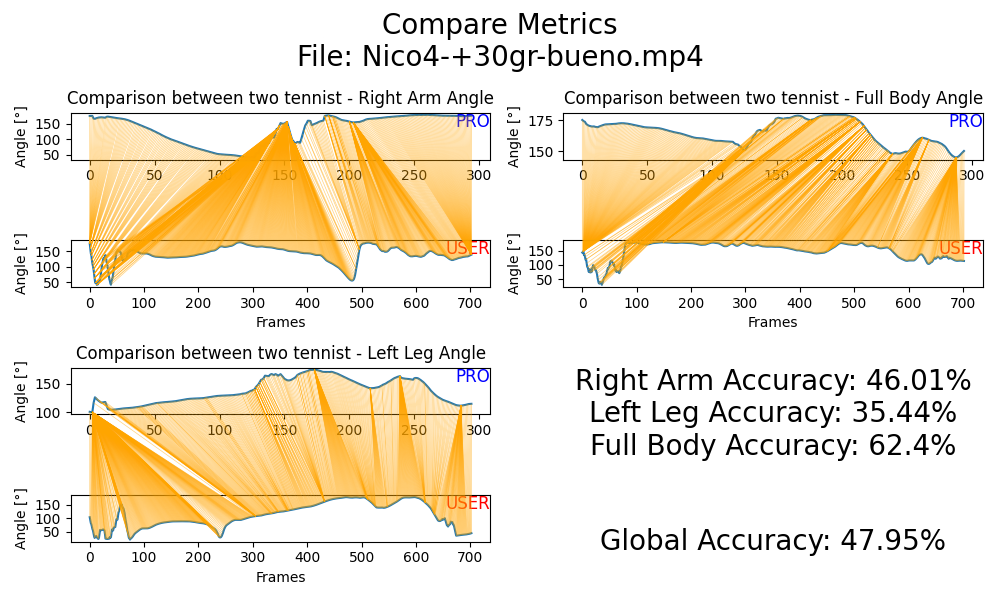 Compare Metrics
File: Nico4-+30gr-bueno.mp4
Comparison between two tennist - Right Arm Angle
Angle [°]
150
100
50
PRO
0 50 100 150 200 250 300
Angle [°]
150
100
50
USER
0 100 200 300 400 500 600 700
Frames
Comparison between two tennist - Full Body Angle
Angle [°]
175
150
PRO
0 50 100 150 200 250 300
Angle [°]
150
100
50
USER
0 100 200 300 400 500 600 700
Frames
Comparison between two tennist - Left Leg Angle
Angle [°]
150
100
PRO
0 50 100 150 200 250 300
Angle [°]
150
100
50
USER
0 100 200 300 400 500 600 700
Frames
Right Arm Accuracy: 46.01%
Left Leg Accuracy: 35.44%
Full Body Accuracy: 62.4%
Global Accuracy: 47.95%